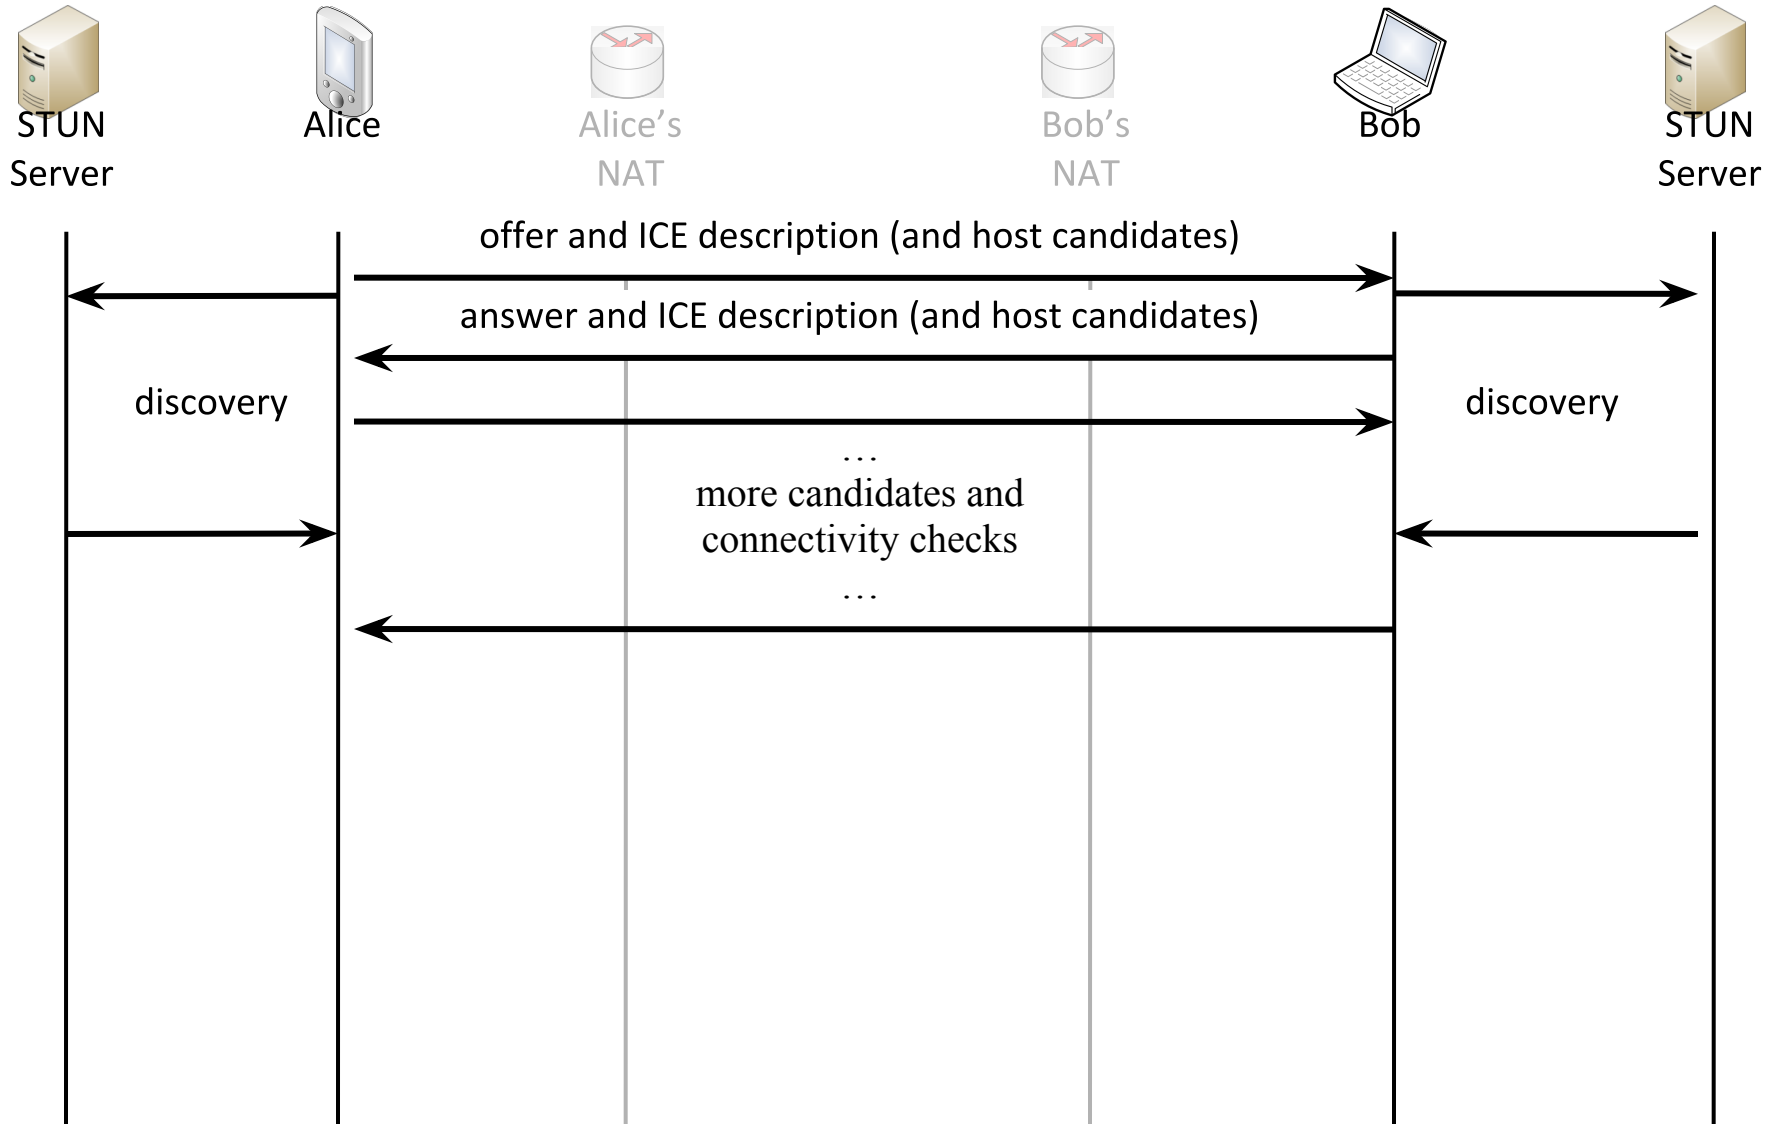 STUN
Server
Alice
Alice’s
NAT
Bob’s
NAT
Bob
STUN
Server
offer and ICE description (and host candidates)
answer and ICE description (and host candidates)
discovery
discovery
…
more candidates and
connectivity checks
…